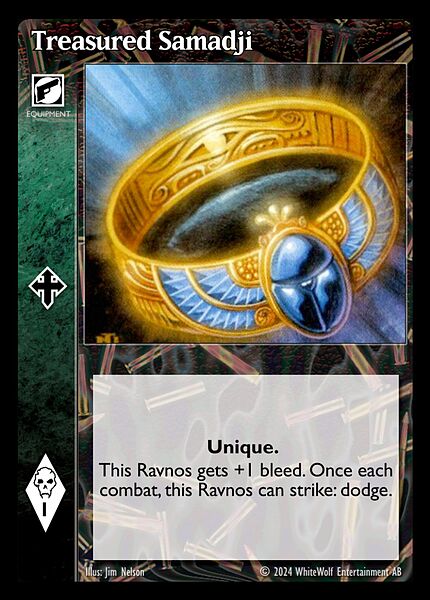 Treasured Samadji
EQUIPMENT
I
Unique.
This Ravnos gets +1 bleed. Once each
combat, this Ravnos can strike: dodge.
Illus: Jim Nelson
© 2024 WhiteWolf Entertainment AB